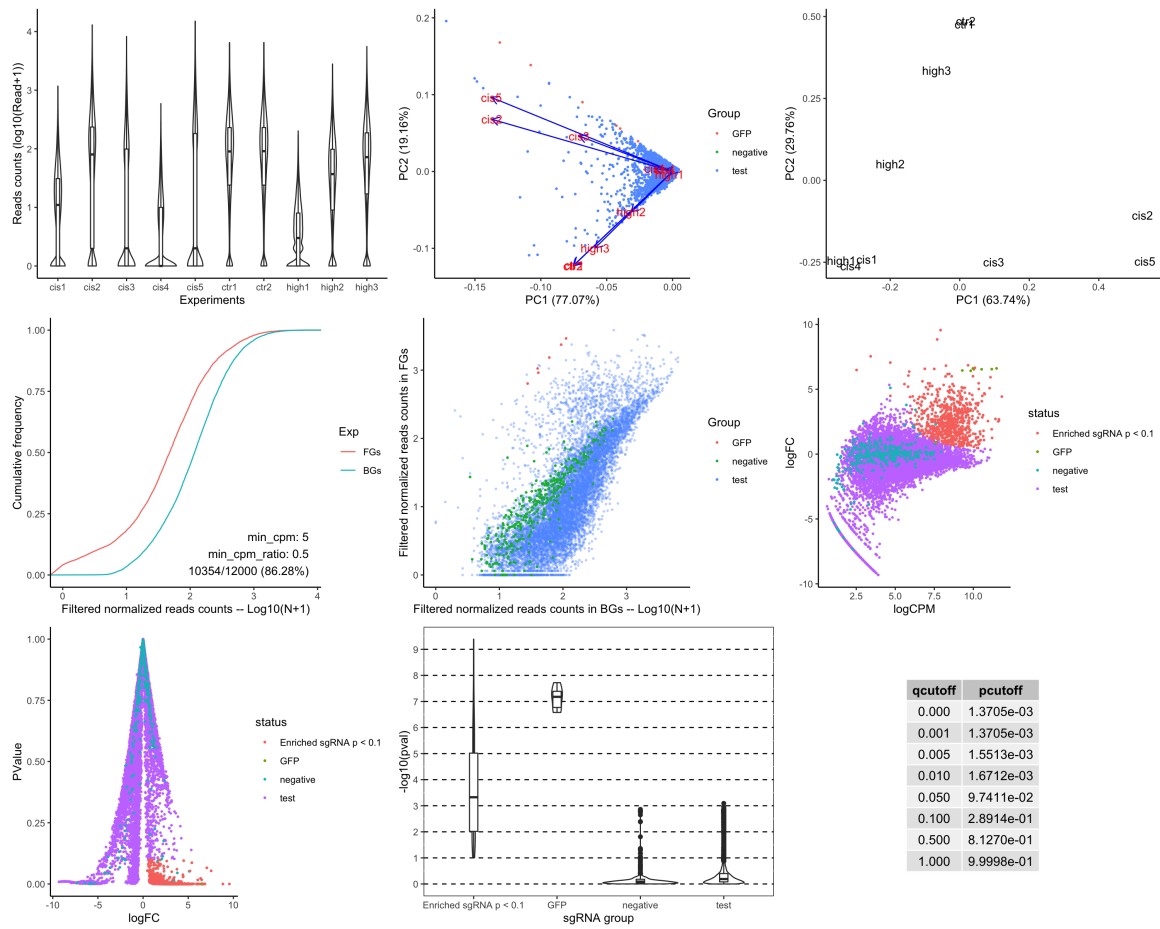 Reads counts (log10(Read+1))
4
3
2
1
0
cis1 cis2 cis3 cis4 cis5 ctr1 ctr2 high1 high2 high3
Experiments
PC2 (19.16%)
0.2
0.1
0.0
-0.1
cis5
cis2
cis3
high1
high2
high3
ctr2
-0.15 -0.10 -0.05 0.00
PC1 (77.07%)
Group
GFP
negative
test
PC2 (29.76%)
0.50
0.25
0.00
-0.25
ctr2
ctr1
high3
high2
cis2
high1
cis1
cis4
cis3
cis5
-0.2 0.0 0.2 0.4
PC1 (63.74%)
Cumulative frequency
1.00
0.75
0.50
0.25
0.00
min_cpm: 5
min_cpm_ratio: 0.5
10354/12000 (86.28%)
0 1 2 3 4
Filtered normalized reads counts -- Log10(N+1)
Exp
FGs
BGs
Filtered normalized reads counts in FGs
3
2
1
0
0 1 2 3
Filtered normalized reads counts in BGs -- Log10(N+1)
Group
GFP
negative
test
logFC
10
5
0
-5
-10
2.5 5.0 7.5 10.0
logCPM
status
Enriched sgRNA p < 0.1
GFP
negative
test
PValue
1.00
0.75
0.50
0.25
0.00
-10 -5 0 5 10
logFC
status
Enriched sgRNA p < 0.1
GFP
negative
test
-log10(pval)
9
8
7
6
5
4
3
2
1
0
Enriched sgRNA p < 0.1 GFP negative test
sgRNA group
qcutoff pcutoff
0.000 1.3705e-03
0.001 1.3705e-03
0.005 1.5513e-03
0.010 1.6712e-03
0.050 9.7411e-02
0.100 2.8914e-01
0.500 8.1270e-01
1.000 9.9998e-01